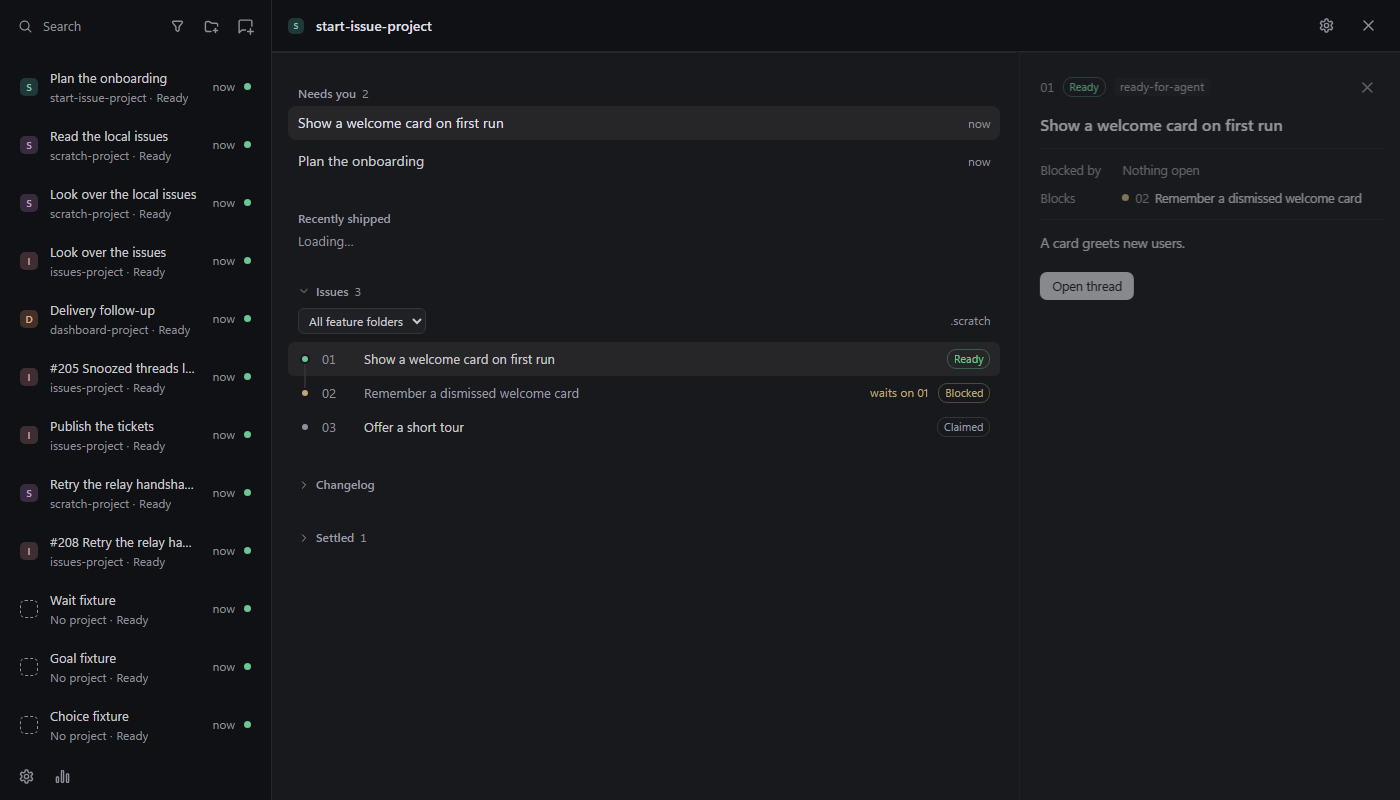 Search
S Plan the onboarding now
start-issue-project · Ready
S Read the local issues now
scratch-project · Ready
S Look over the local issues now
scratch-project · Ready
I Look over the issues now
issues-project · Ready
D Delivery follow-up now
dashboard-project · Ready
I #205 Snoozed threads l... now
issues-project · Ready
I Publish the tickets now
issues-project · Ready
S Retry the relay handsha... now
scratch-project · Ready
I #208 Retry the relay ha... now
issues-project · Ready
Wait fixture now
No project · Ready
Goal fixture now
No project · Ready
Choice fixture now
No project · Ready
S start-issue-project
Needs you 2
Show a welcome card on first run now
Plan the onboarding now
Recently shipped
Loading...
Issues 3
All feature folders .scratch
01 Show a welcome card on first run Ready
02 Remember a dismissed welcome card waits on 01 Blocked
03 Offer a short tour Claimed
Changelog
Settled 1
01 Ready ready-for-agent
Show a welcome card on first run
Blocked by Nothing open
Blocks 02 Remember a dismissed welcome card
A card greets new users.
Open thread